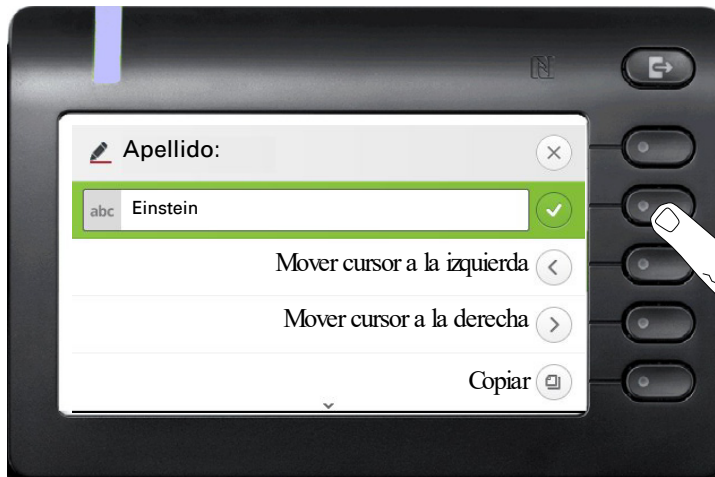 Apellido:
abc Einstein
Mover cursor a la izquierda
Mover cursor a la derecha
Copiar